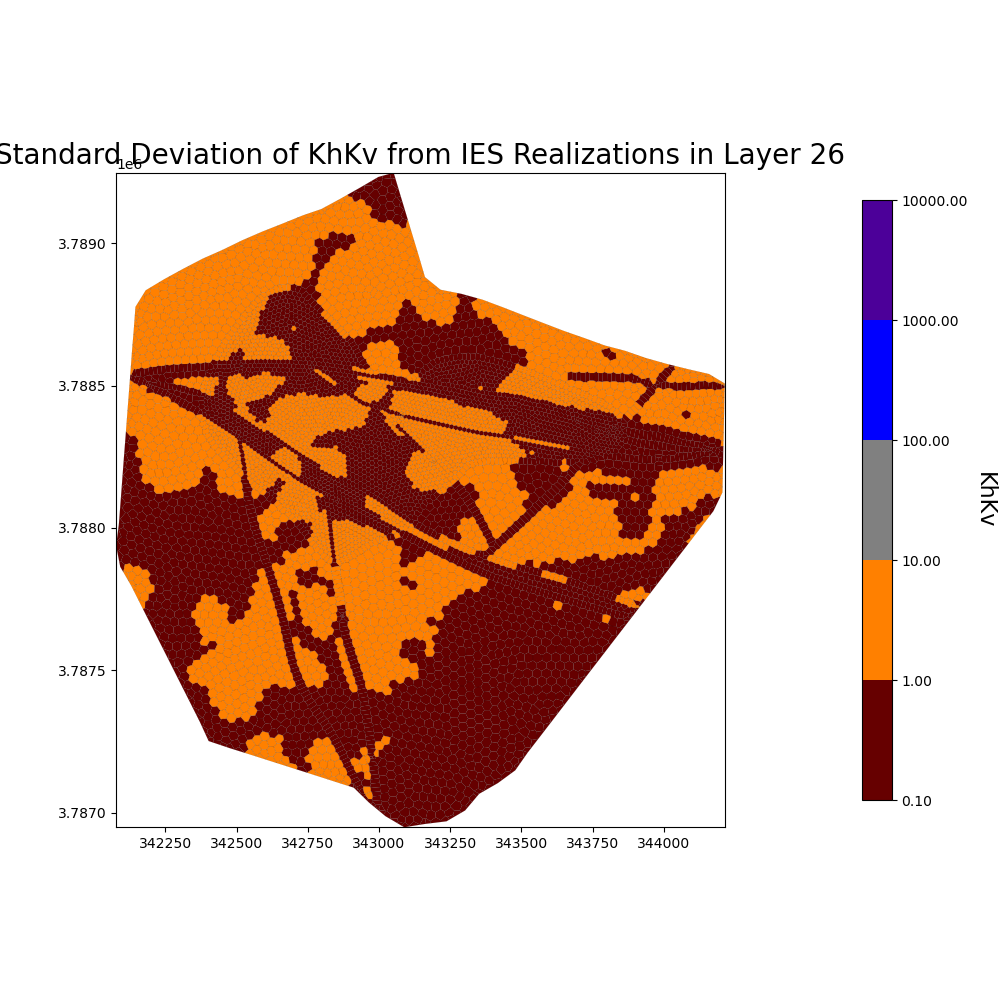 Standard Deviation of KhKv from IES Realizations in Layer 26
1e6
3.7890
3.7885
3.7880
3.7875
3.7870
342250 342500 342750 343000 343250 343500 343750 344000
10000.00
1000.00
100.00
10.00
1.00
0.10
KhKv